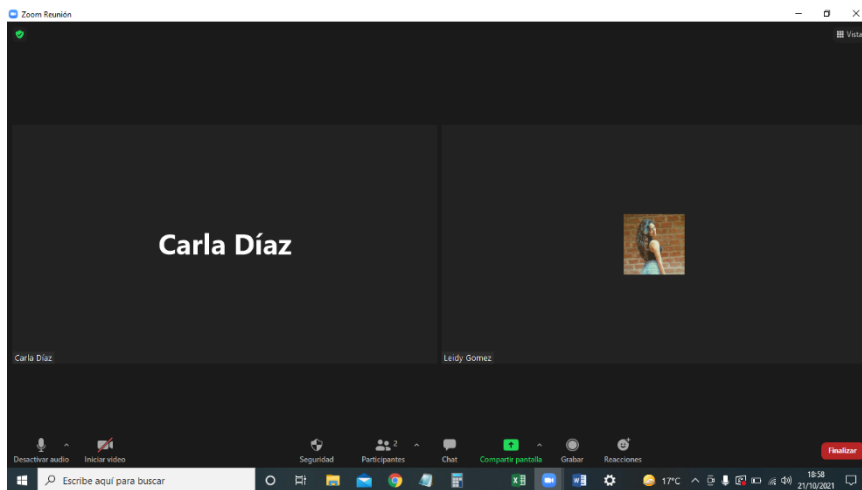 Zoom Reunión
Vista
Carla Díaz
Carla Díaz
Leidy Gomez
2
Desactivar audio
Iniciar video
Seguridad
Participantes
Chat
Compartir pantalla
Grabar
Reacciones
Finalizar
Escribe aquí para buscar
17°C
18:58
21/10/2021